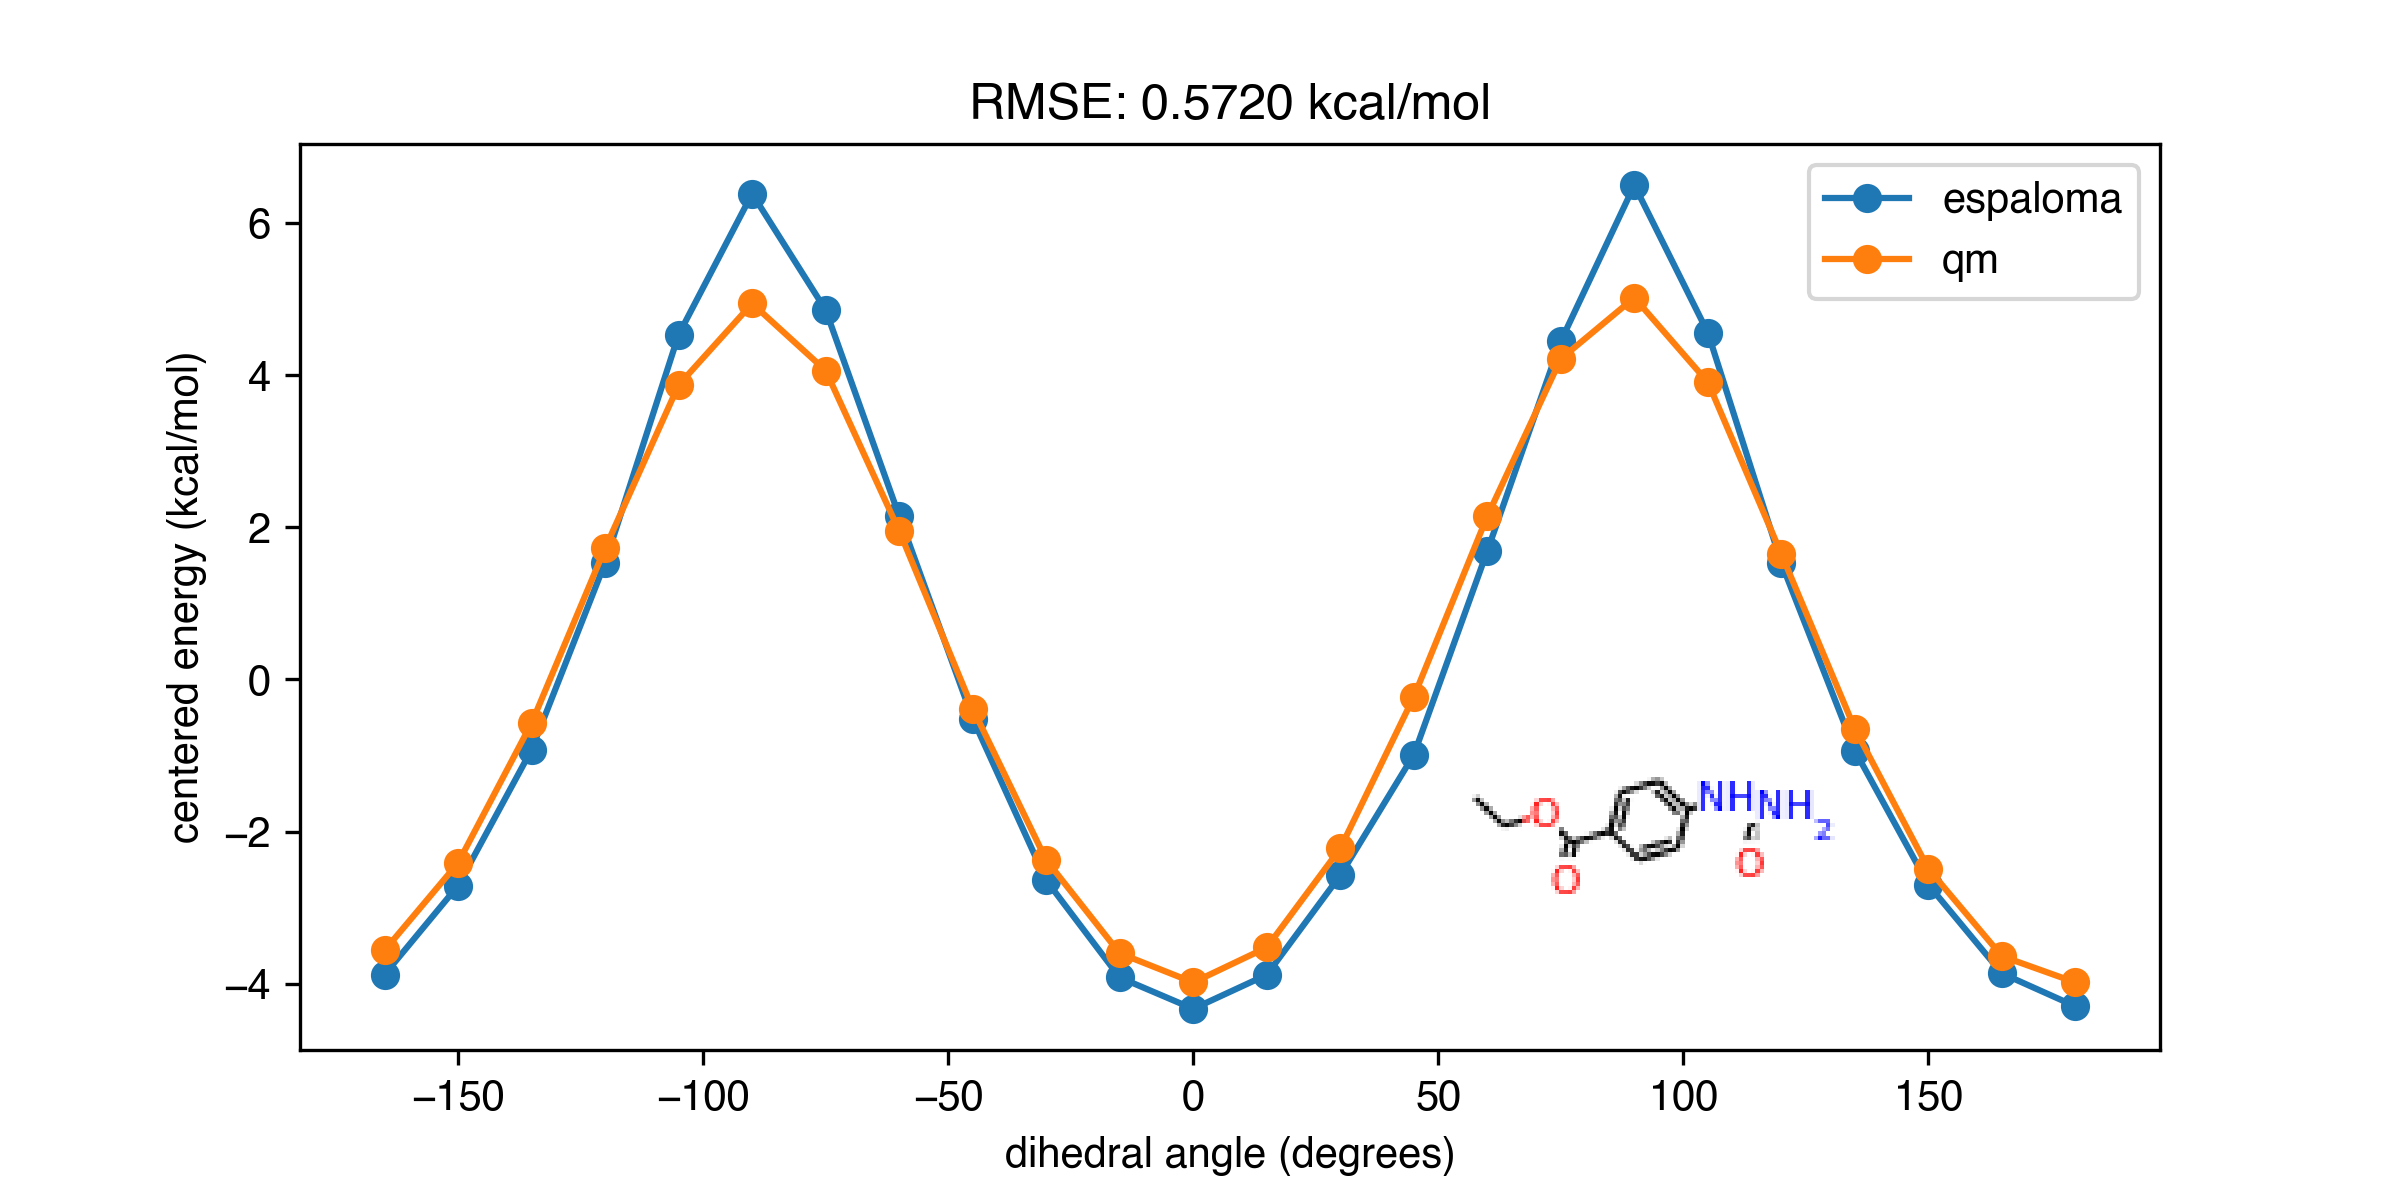 RMSE: 0.5720 kcal/mol
espaloma
qm
6
4
2
0
−2
−4
centered energy (kcal/mol)
NH NH2
O
O
O
−150 −100 −50 0 50 100 150
dihedral angle (degrees)